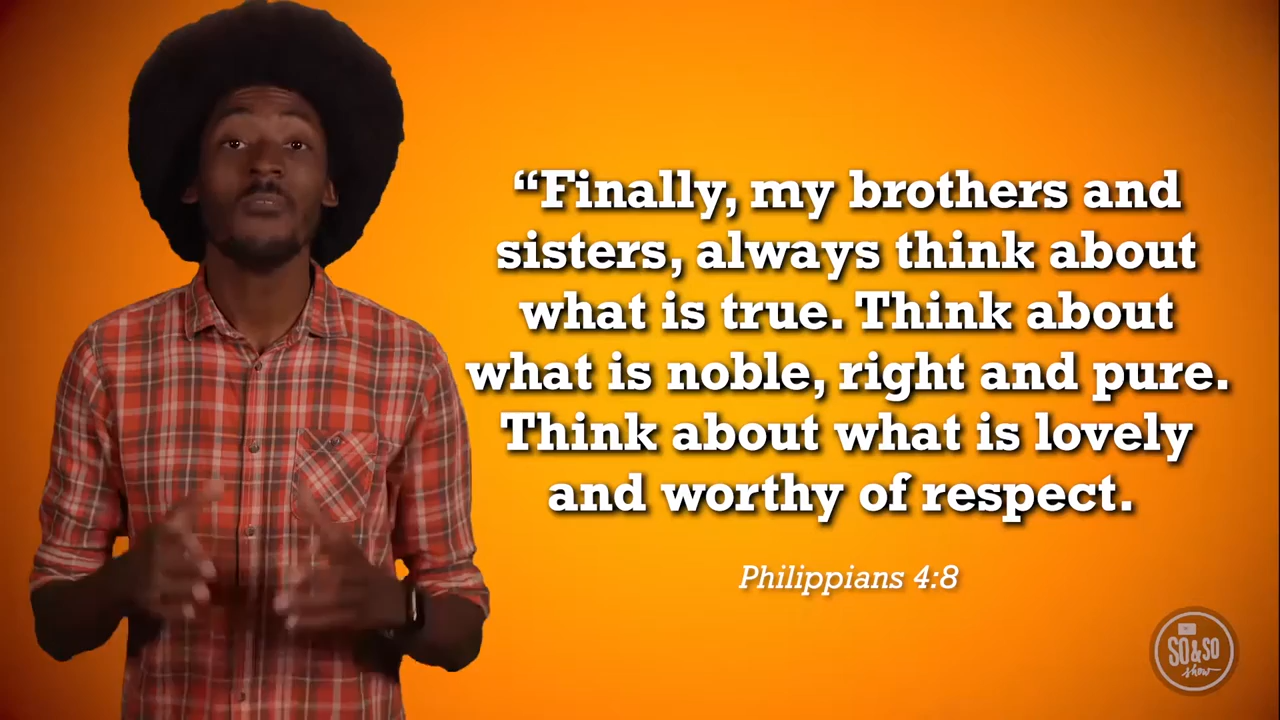 “Finally, my brothers and
sisters, always think about
what is true. Think about
what is noble, right and pure.
Think about what is lovely
and worthy of respect.
Philippians 4:8
SO&SO
show